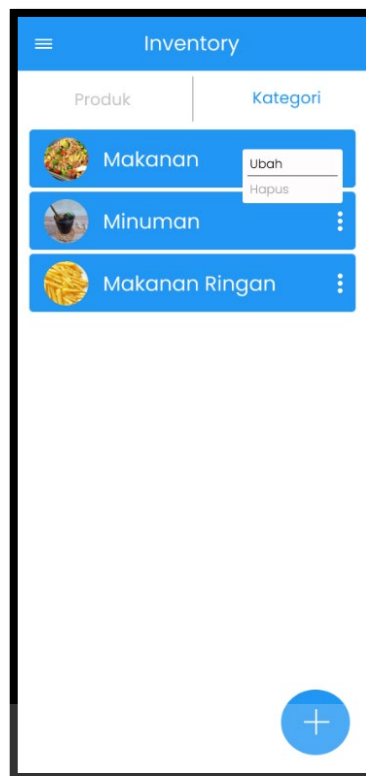 Inventory
Produk
Kategori
Makanan
Ubah
Hapus
Minuman
Makanan Ringan